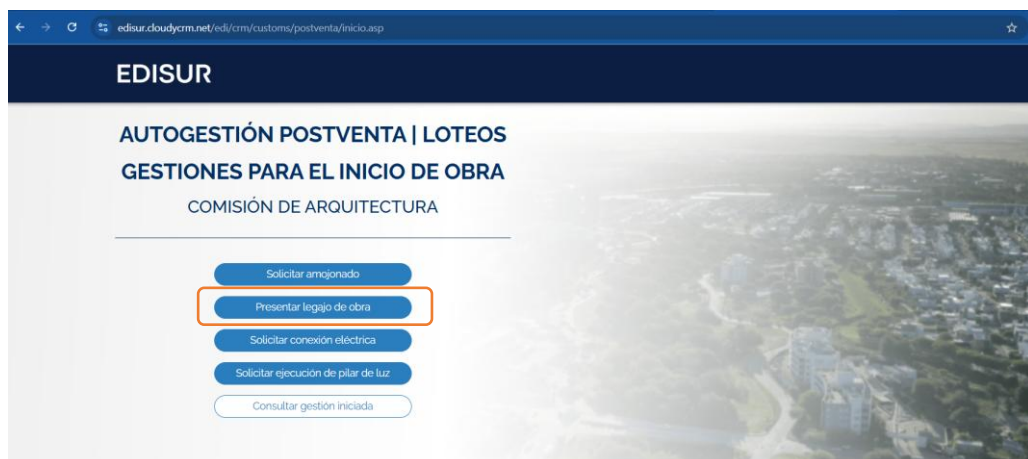 edisur.cloudycrm.net/edi/crm/customs/postventa/inicio.asp
EDISUR
AUTOGESTIÓN POSTVENTA | LOTEOS
GESTIONES PARA EL INICIO DE OBRA
COMISIÓN DE ARQUITECTURA
Solicitar amojonado
Presentar legajo de obra
Solicitar conexión eléctrica
Solicitar ejecución de pilar de luz
Consultar gestión iniciada